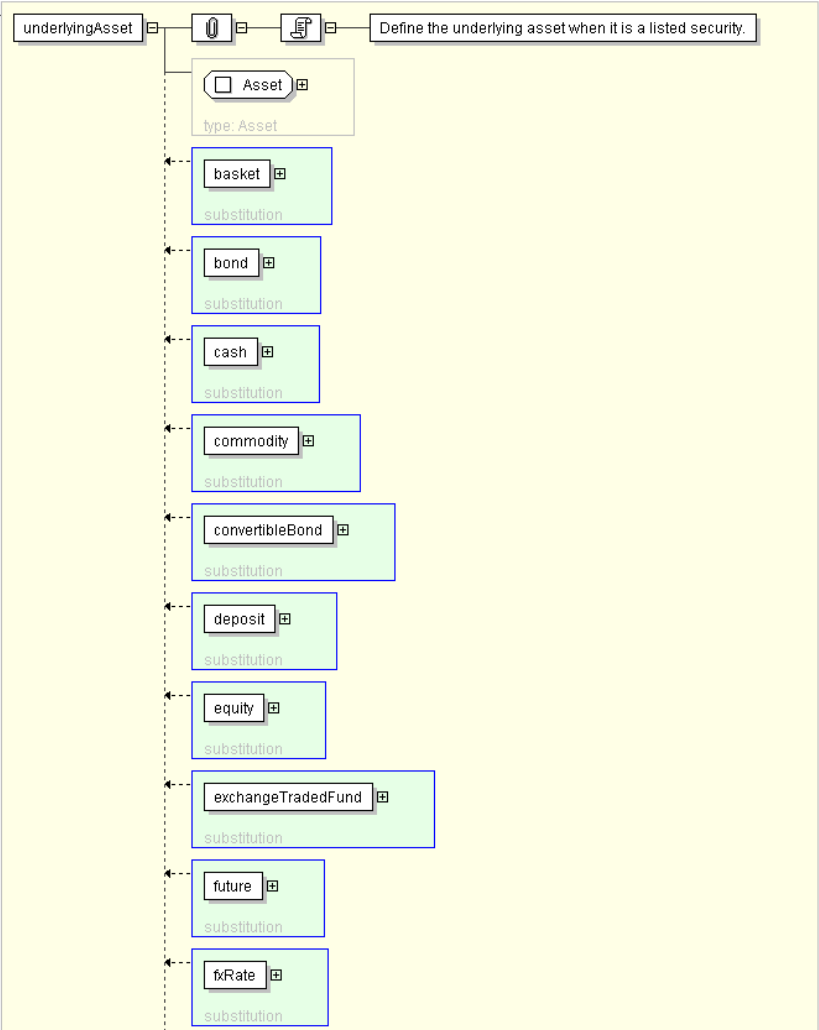 underlyingAsset
Define the underlying asset when it is a listed security.
Asset
type: Asset
basket
substitution
bond
substitution
cash
substitution
commodity
substitution
convertibleBond
substitution
deposit
substitution
equity
substitution
exchangeTradedFund
substitution
future
substitution
fxRate
substitution